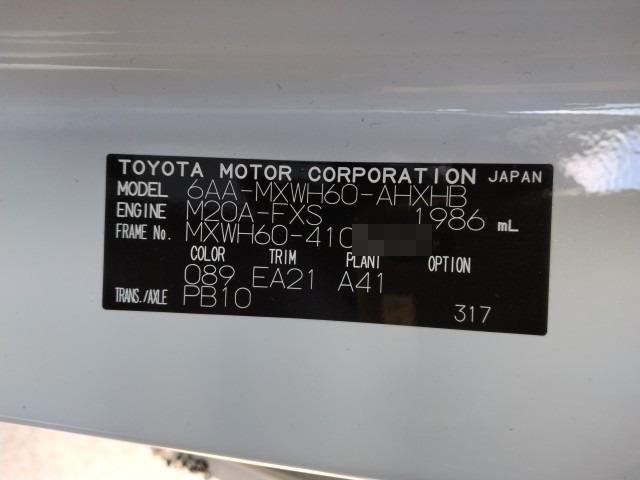 TOYOTA MOTOR CORPORATION JAPAN
MODEL 6AA-MXWH60-AHXHB
ENGINE M20A-FXS 1986 mL
FRAME No. MXWH60-410
COLOR TRIM PLANT OPTION
089 EA21 A41
TRANS./AXLE PB10
317